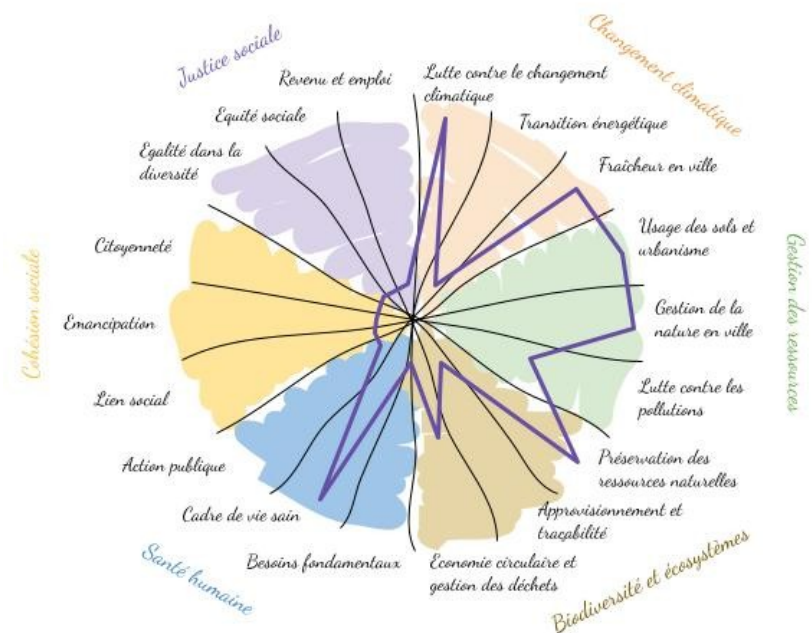 Justice sociale
Changement climatique
Revenu et emploi
Lutte contre le changement
climatique
Equité sociale
Transition énergétique
Egalité dans la
diversité
Fraîcheur en ville
Citoyenneté
Usage des sols et
urbanisme
Cohésion sociale
Gestion des ressources
Emancipation
Gestion de la
nature en ville
Lien social
Lutte contre les
pollutions
Action publique
Préservation des
ressources naturelles
Cadre de vie sain
Approvisionnement et
traçabilité
Besoins fondamentaux
Economie circulaire et
gestion des déchets
Santé humaine
Biodiversité et écosystèmes